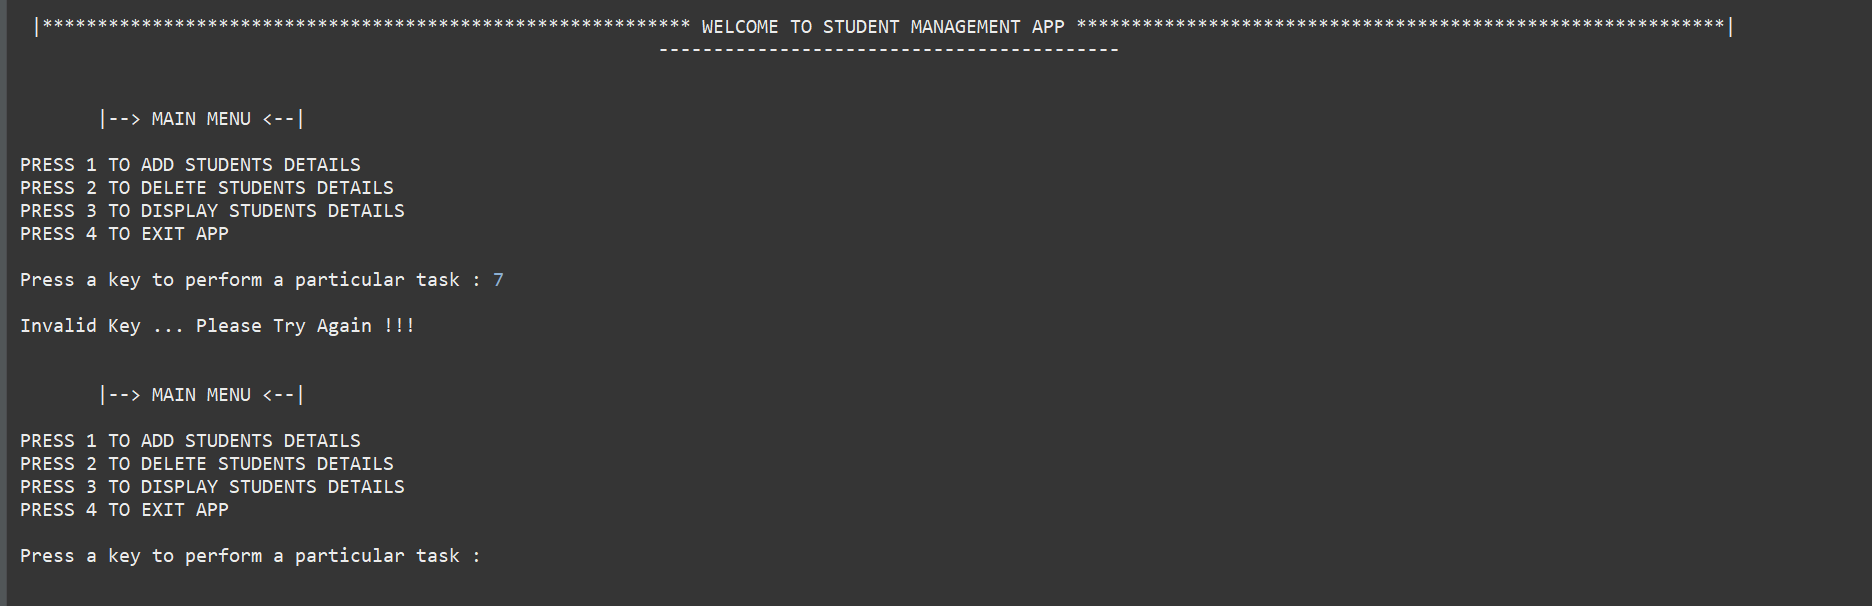 |*********************************************************** WELCOME TO STUDENT MANAGEMENT APP ***********************************************************|
------------------------------------------
|--> MAIN MENU <--|
PRESS 1 TO ADD STUDENTS DETAILS
PRESS 2 TO DELETE STUDENTS DETAILS
PRESS 3 TO DISPLAY STUDENTS DETAILS
PRESS 4 TO EXIT APP
Press a key to perform a particular task : 7
Invalid Key ... Please Try Again !!!
|--> MAIN MENU <--|
PRESS 1 TO ADD STUDENTS DETAILS
PRESS 2 TO DELETE STUDENTS DETAILS
PRESS 3 TO DISPLAY STUDENTS DETAILS
PRESS 4 TO EXIT APP
Press a key to perform a particular task :